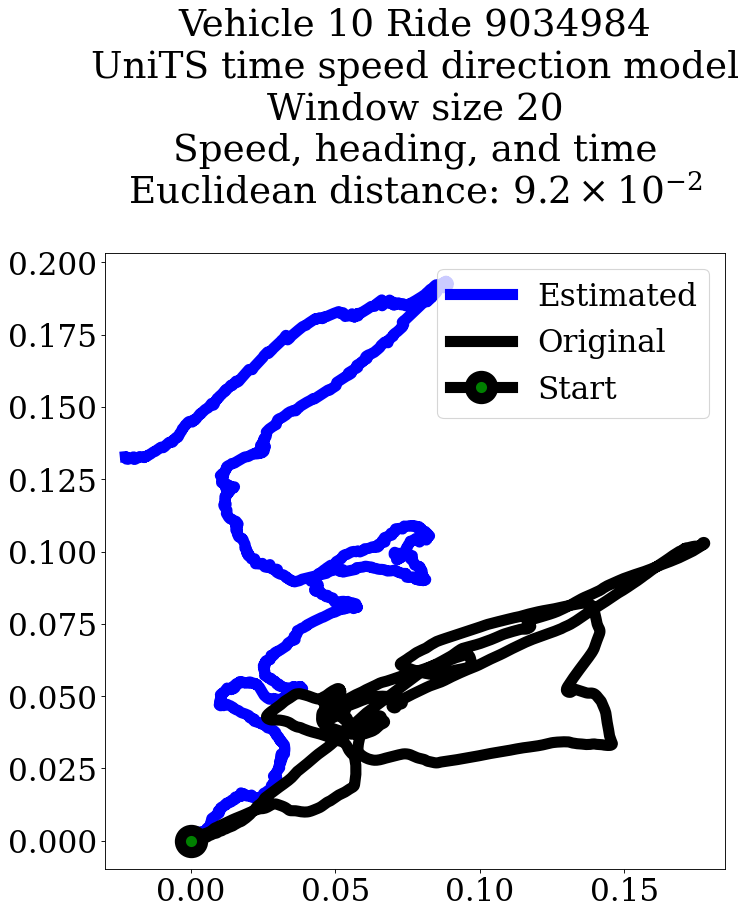 Vehicle 10 Ride 9034984
UniTS time speed direction model
Window size 20
Speed, heading, and time
Euclidean distance: 9.2 × 10⁻²
0.200
0.175
0.150
0.125
0.100
0.075
0.050
0.025
0.000
Estimated
Original
Start
0.00 0.05 0.10 0.15